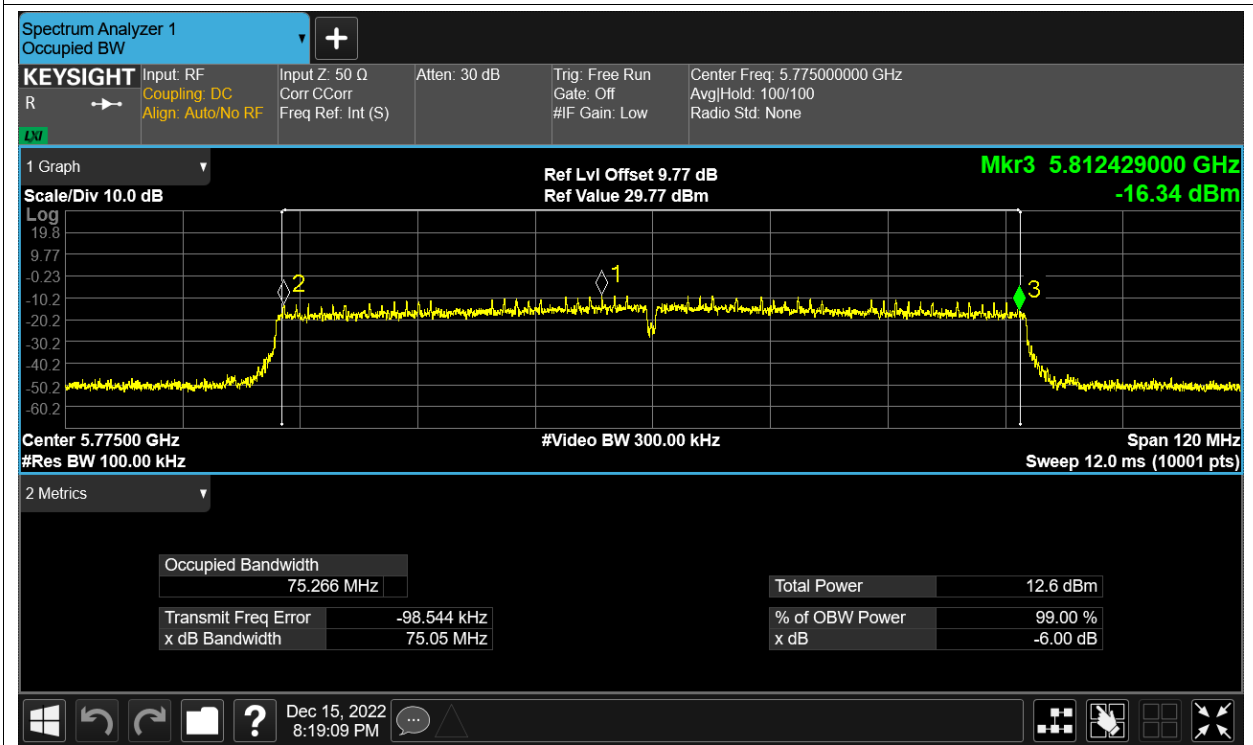 Spectrum Analyzer 1
Occupied BW
+
KEYSIGHT
R
LXI
Input: RF
Coupling: DC
Align: Auto/No RF
Input Z: 50 Ω
Corr CCorr
Freq Ref: Int (S)
Atten: 30 dB
Trig: Free Run
Gate: Off
#IF Gain: Low
Center Freq: 5.775000000 GHz
Avg|Hold: 100/100
Radio Std: None
1 Graph
Scale/Div 10.0 dB
Ref Lvl Offset 9.77 dB
Ref Value 29.77 dBm
Mkr3 5.812429000 GHz
-16.34 dBm
Log
19.8
9.77
-0.23
-10.2
-20.2
-30.2
-40.2
-50.2
-60.2
2
1
3
Center 5.77500 GHz
#Res BW 100.00 kHz
#Video BW 300.00 kHz
Span 120 MHz
Sweep 12.0 ms (10001 pts)
2 Metrics
Occupied Bandwidth
75.266 MHz
Transmit Freq Error -98.544 kHz
x dB Bandwidth 75.05 MHz
Total Power 12.6 dBm
% of OBW Power 99.00 %
x dB -6.00 dB
?
Dec 15, 2022
8:19:09 PM